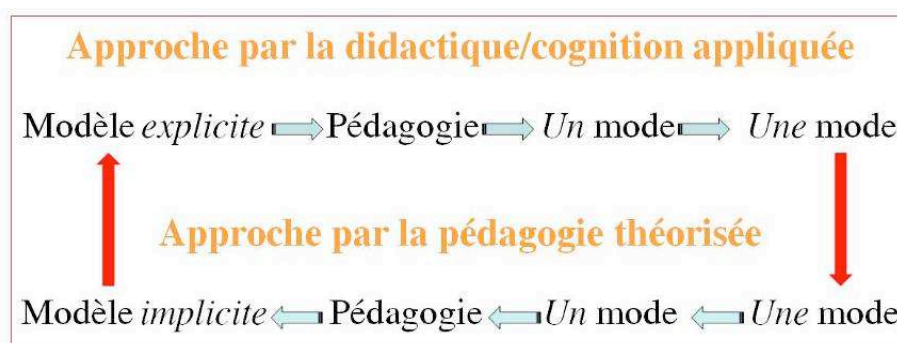 Approche par la didactique/cognition appliquée
Modèle explicite Pédagogie Un mode Une mode
Approche par la pédagogie théorisée
Modèle implicite Pédagogie Un mode Une mode